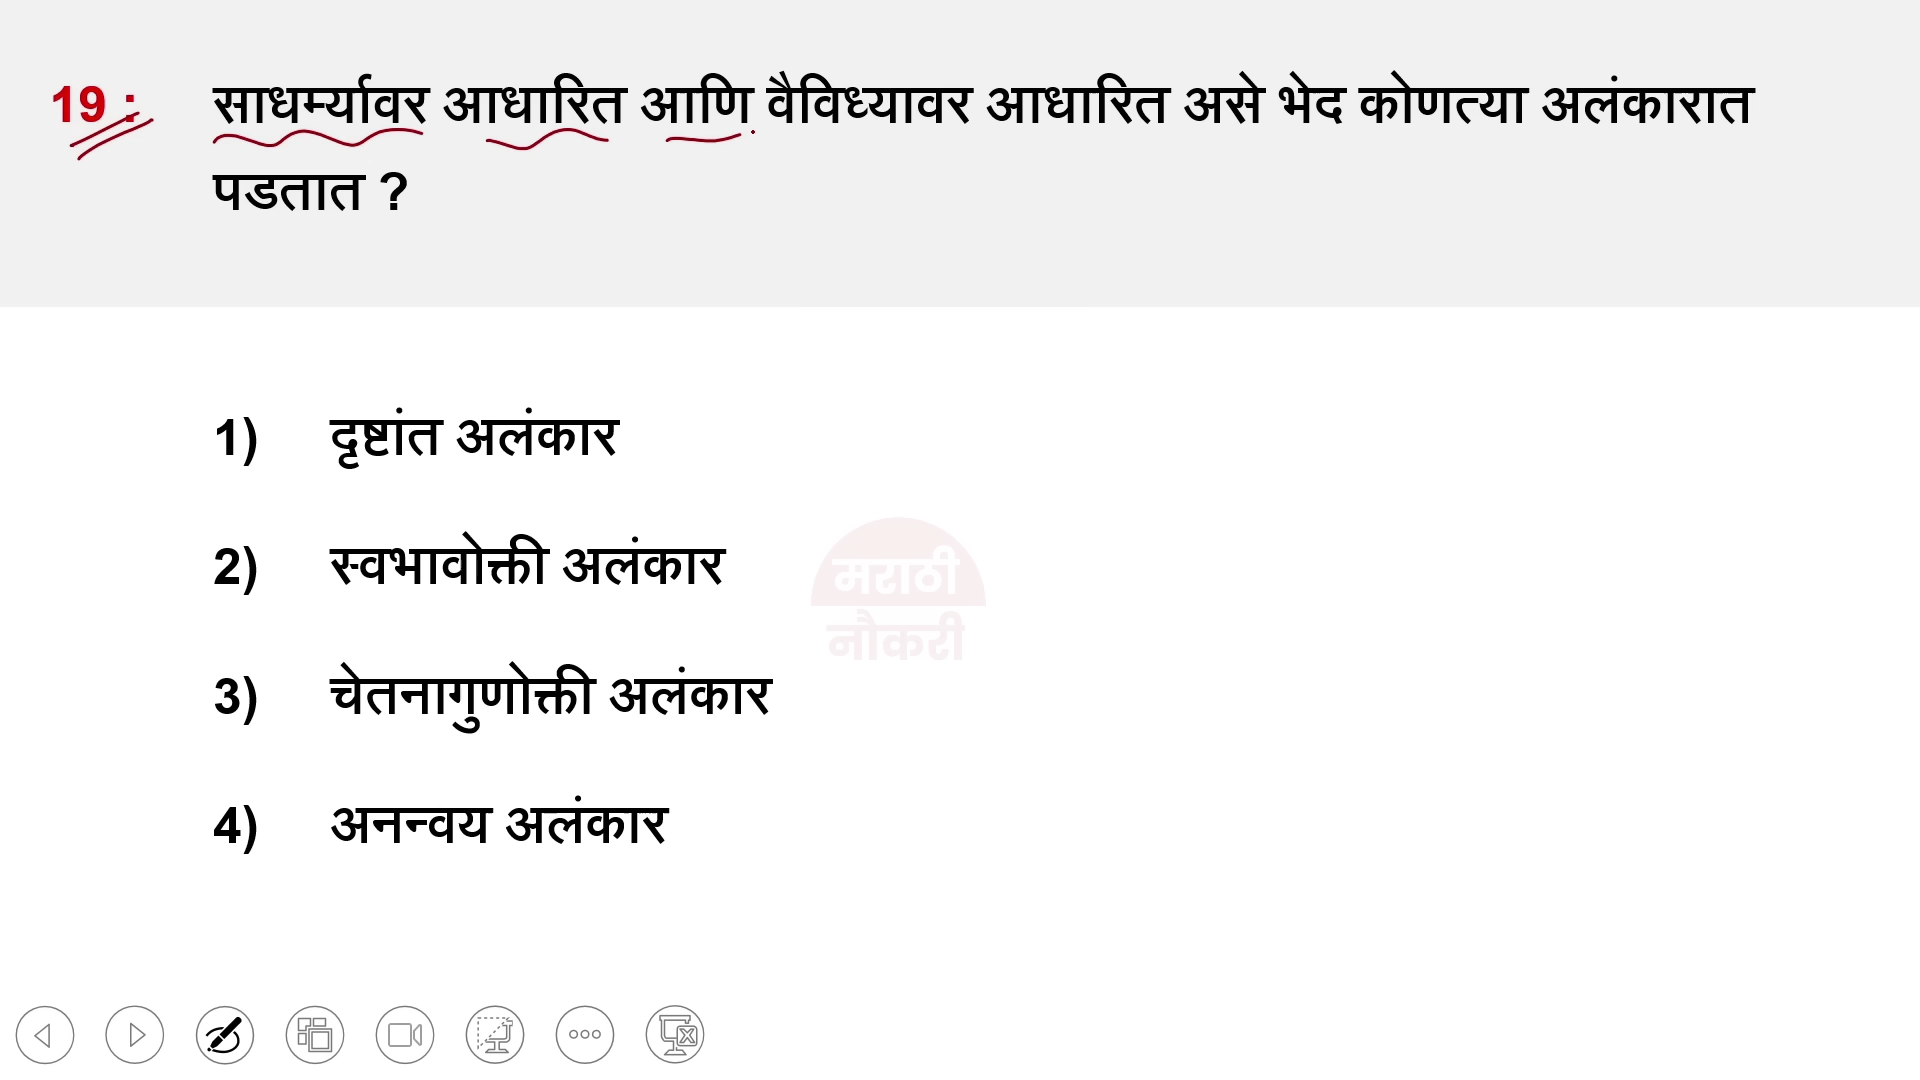 19 : साधर्म्यावर आधारित आणि वैविध्यावर आधारित असे भेद कोणत्या अलंकारात
पडतात ?
1) दृष्टांत अलंकार
2) स्वभावोक्ती अलंकार
3) चेतनागुणोक्ती अलंकार
4) अनन्वय अलंकार
मराठी
नौकरी